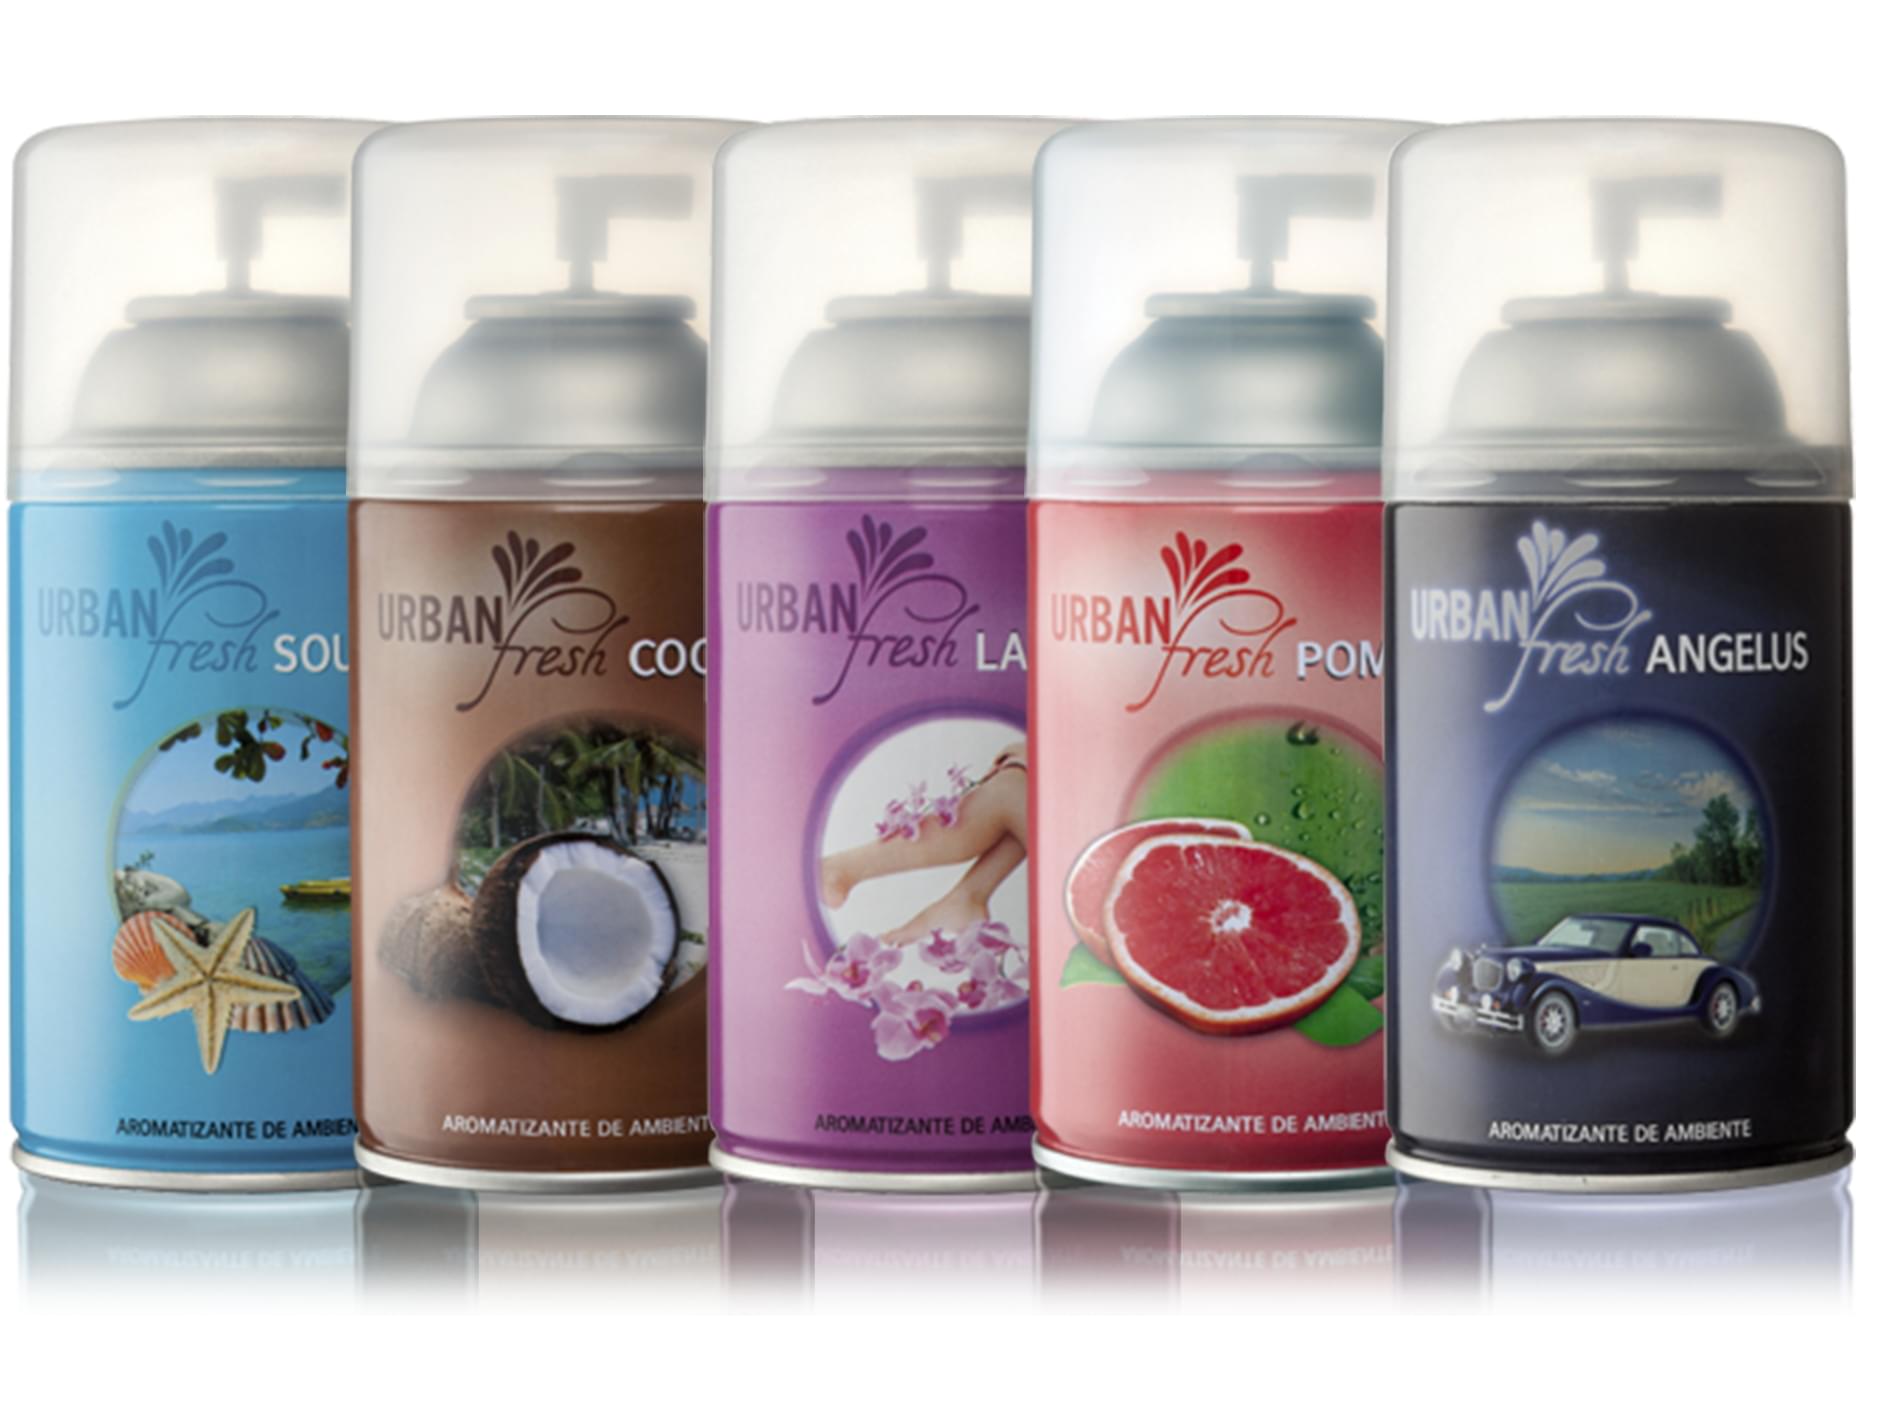 URBAN
fresh SOU
AROMATIZANTE DE AMBIEN
URBAN
fresh COC
AROMATIZANTE DE AMBIENT
URBAN
fresh LA
AROMATIZANTE DE AMB
URBAN
fresh POM
AROMATIZANTE DE AMBIENT
URBAN
fresh ANGELUS
AROMATIZANTE DE AMBIENTE